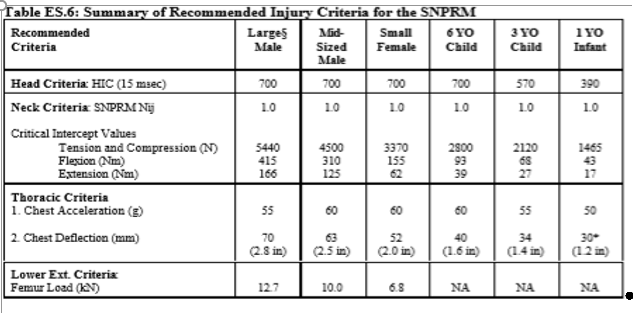 Table ES.6: Summary of Recommended Injury Criteria for the SNPRM
Recommended Large§ Mid- Small 6 YO 3 YO 1 YO
Criteria Male Sized Female Child Child Infant
Male
Head Criteria: HIC (15 msec) 700 700 700 700 570 390
Neck Criteria: SNPRM Nij 1.0 1.0 1.0 1.0 1.0 1.0
Critical Intercept Values
Tension and Compression (N) 5440 4500 3370 2800 2120 1465
Flexion (Nm) 415 310 155 93 68 43
Extension (Nm) 166 125 62 39 27 17
Thoracic Criteria
1. Chest Acceleration (g) 55 60 60 60 55 50
2. Chest Deflection (mm) 70 63 52 40 34 30*
(2.8 in) (2.5 in) (2.0 in) (1.6 in) (1.4 in) (1.2 in)
Lower Ext. Criteria:
Femur Load (kN) 12.7 10.0 6.8 NA NA NA